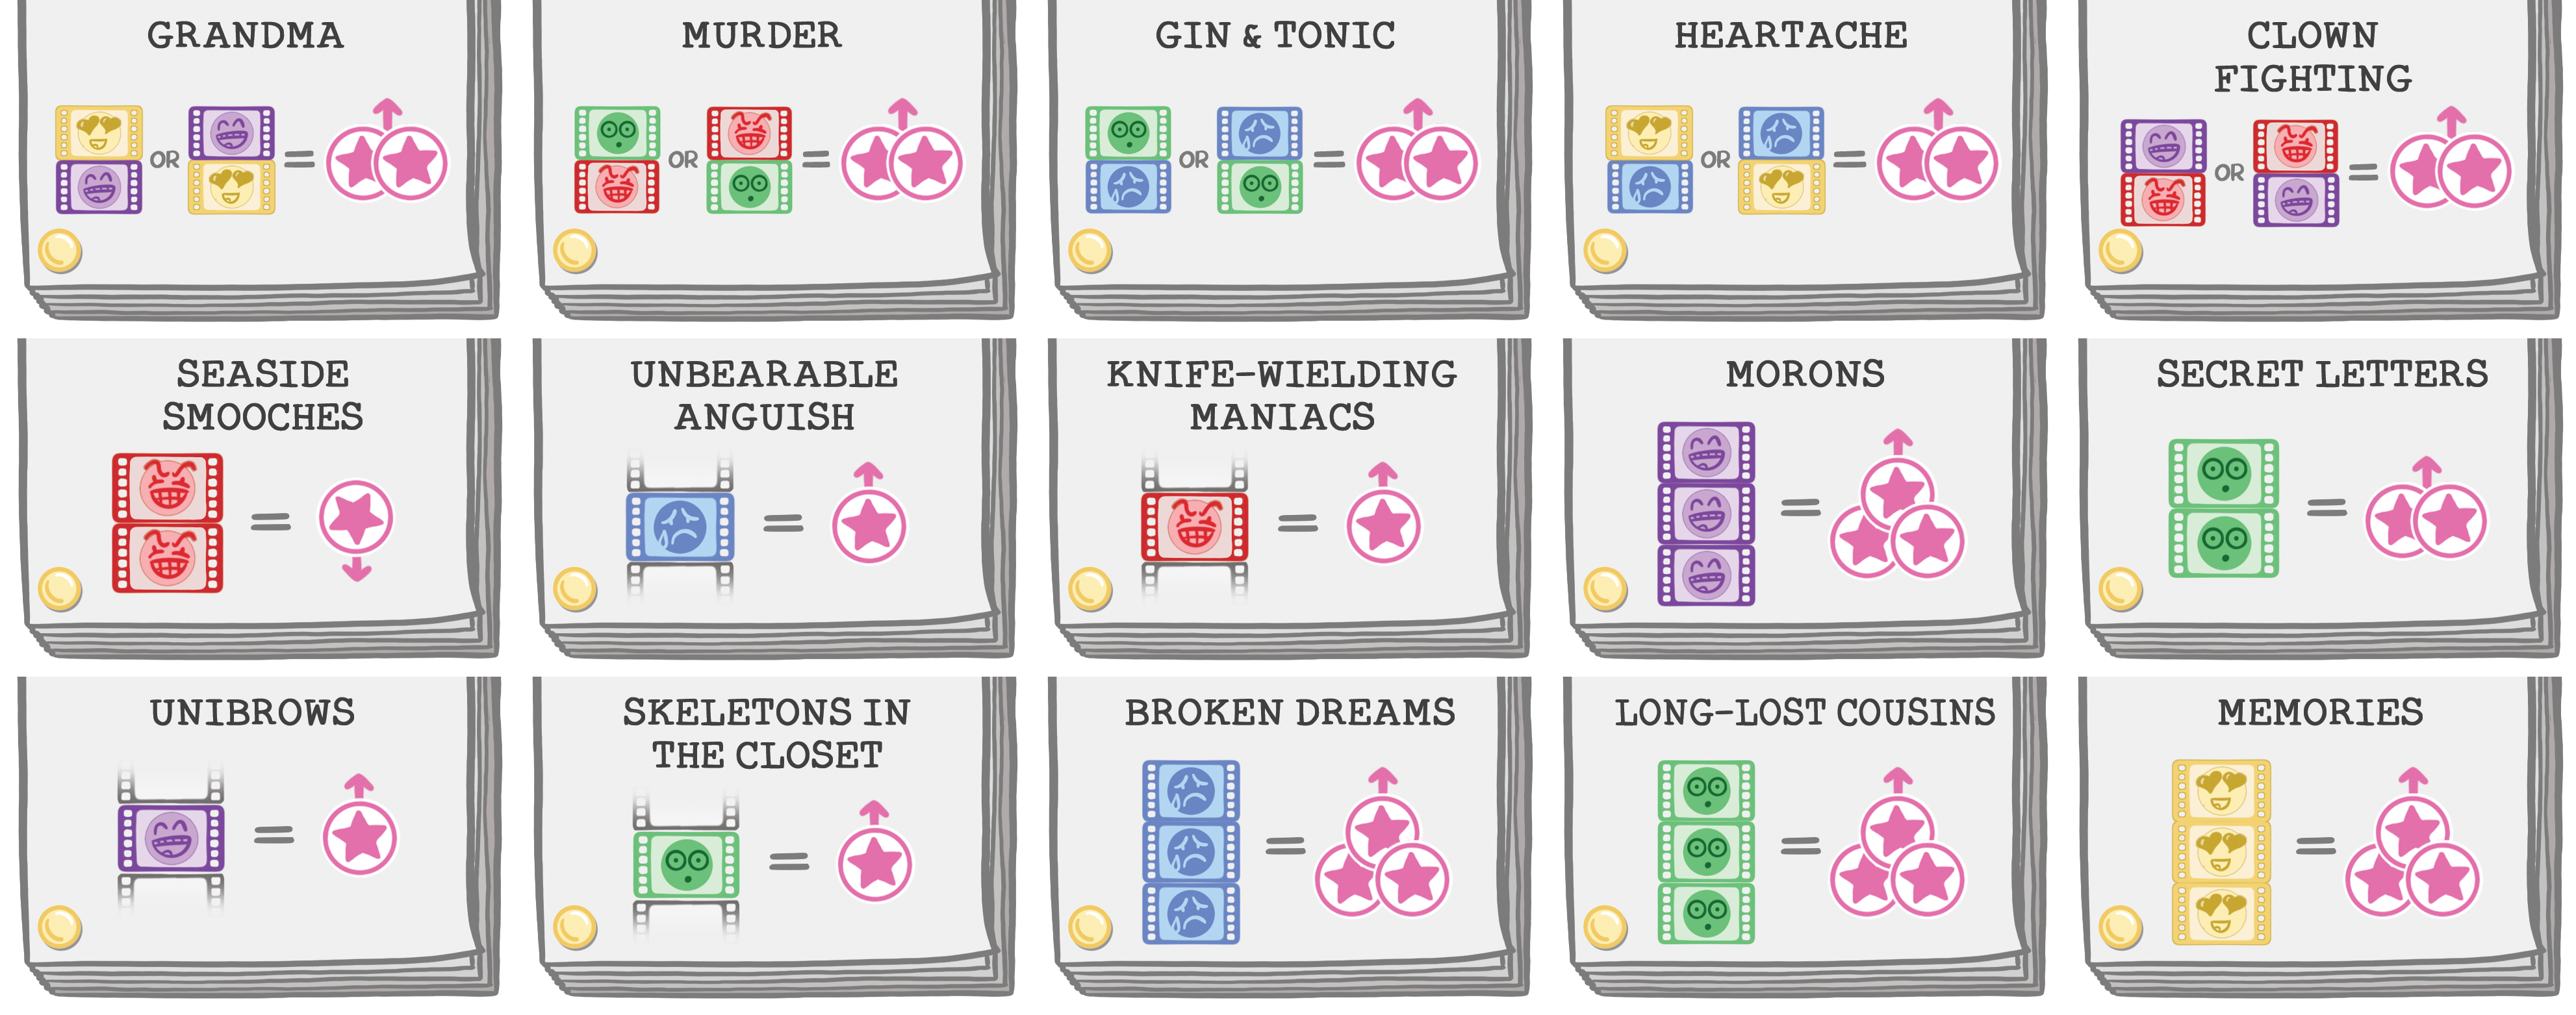 GRANDMA
OR =
MURDER
OR =
GIN & TONIC
OR =
HEARTACHE
OR =
CLOWN
FIGHTING
OR =
SEASIDE
SMOOCHES
=
UNBEARABLE
ANGUISH
=
KNIFE-WIELDING
MANIACS
=
MORONS
=
SECRET LETTERS
=
UNIBROWS
=
SKELETONS IN
THE CLOSET
=
BROKEN DREAMS
=
LONG-LOST COUSINS
=
MEMORIES
=